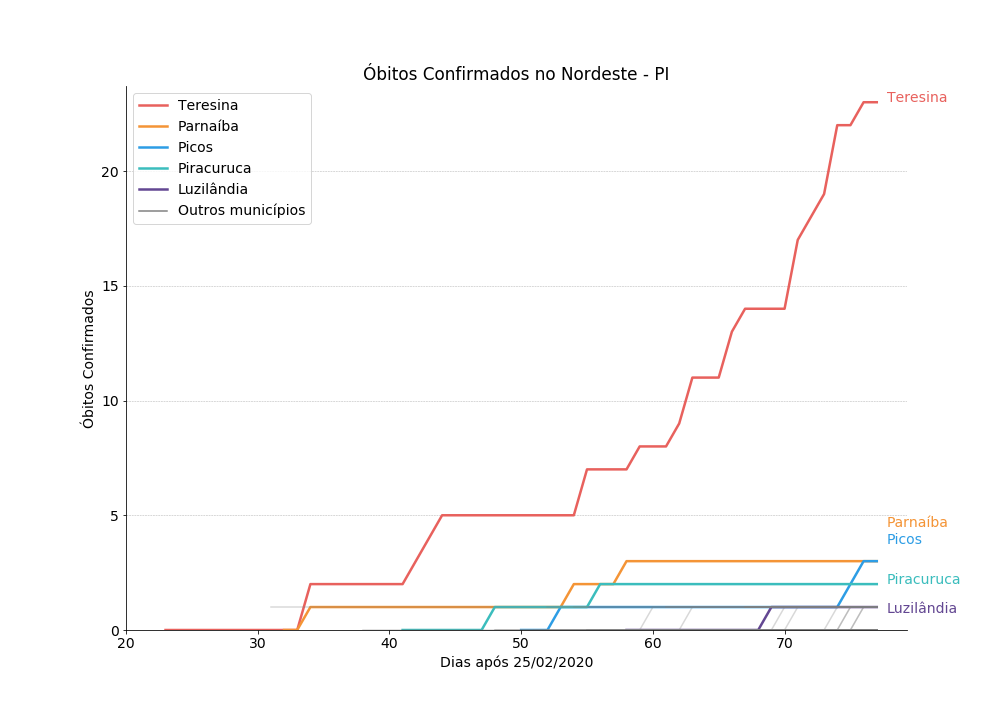 Óbitos Confirmados no Nordeste - PI
Teresina
Parnaíba
Picos
Piracuruca
Luzilândia
Outros municípios
Teresina
Parnaíba
Picos
Piracuruca
Luzilândia
Óbitos Confirmados
20
15
10
5
0
20 30 40 50 60 70
Dias após 25/02/2020